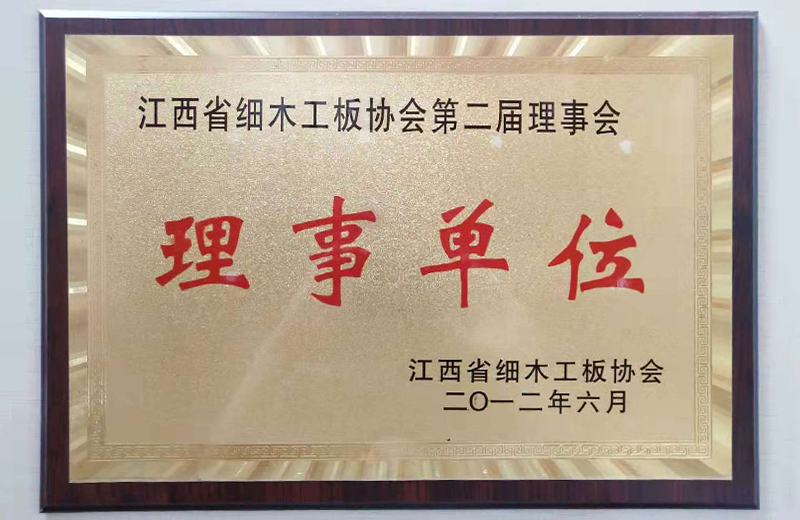 江西省细木工板协会第二届理事会
理事单位
江西省细木工板协会
二〇一二年六月